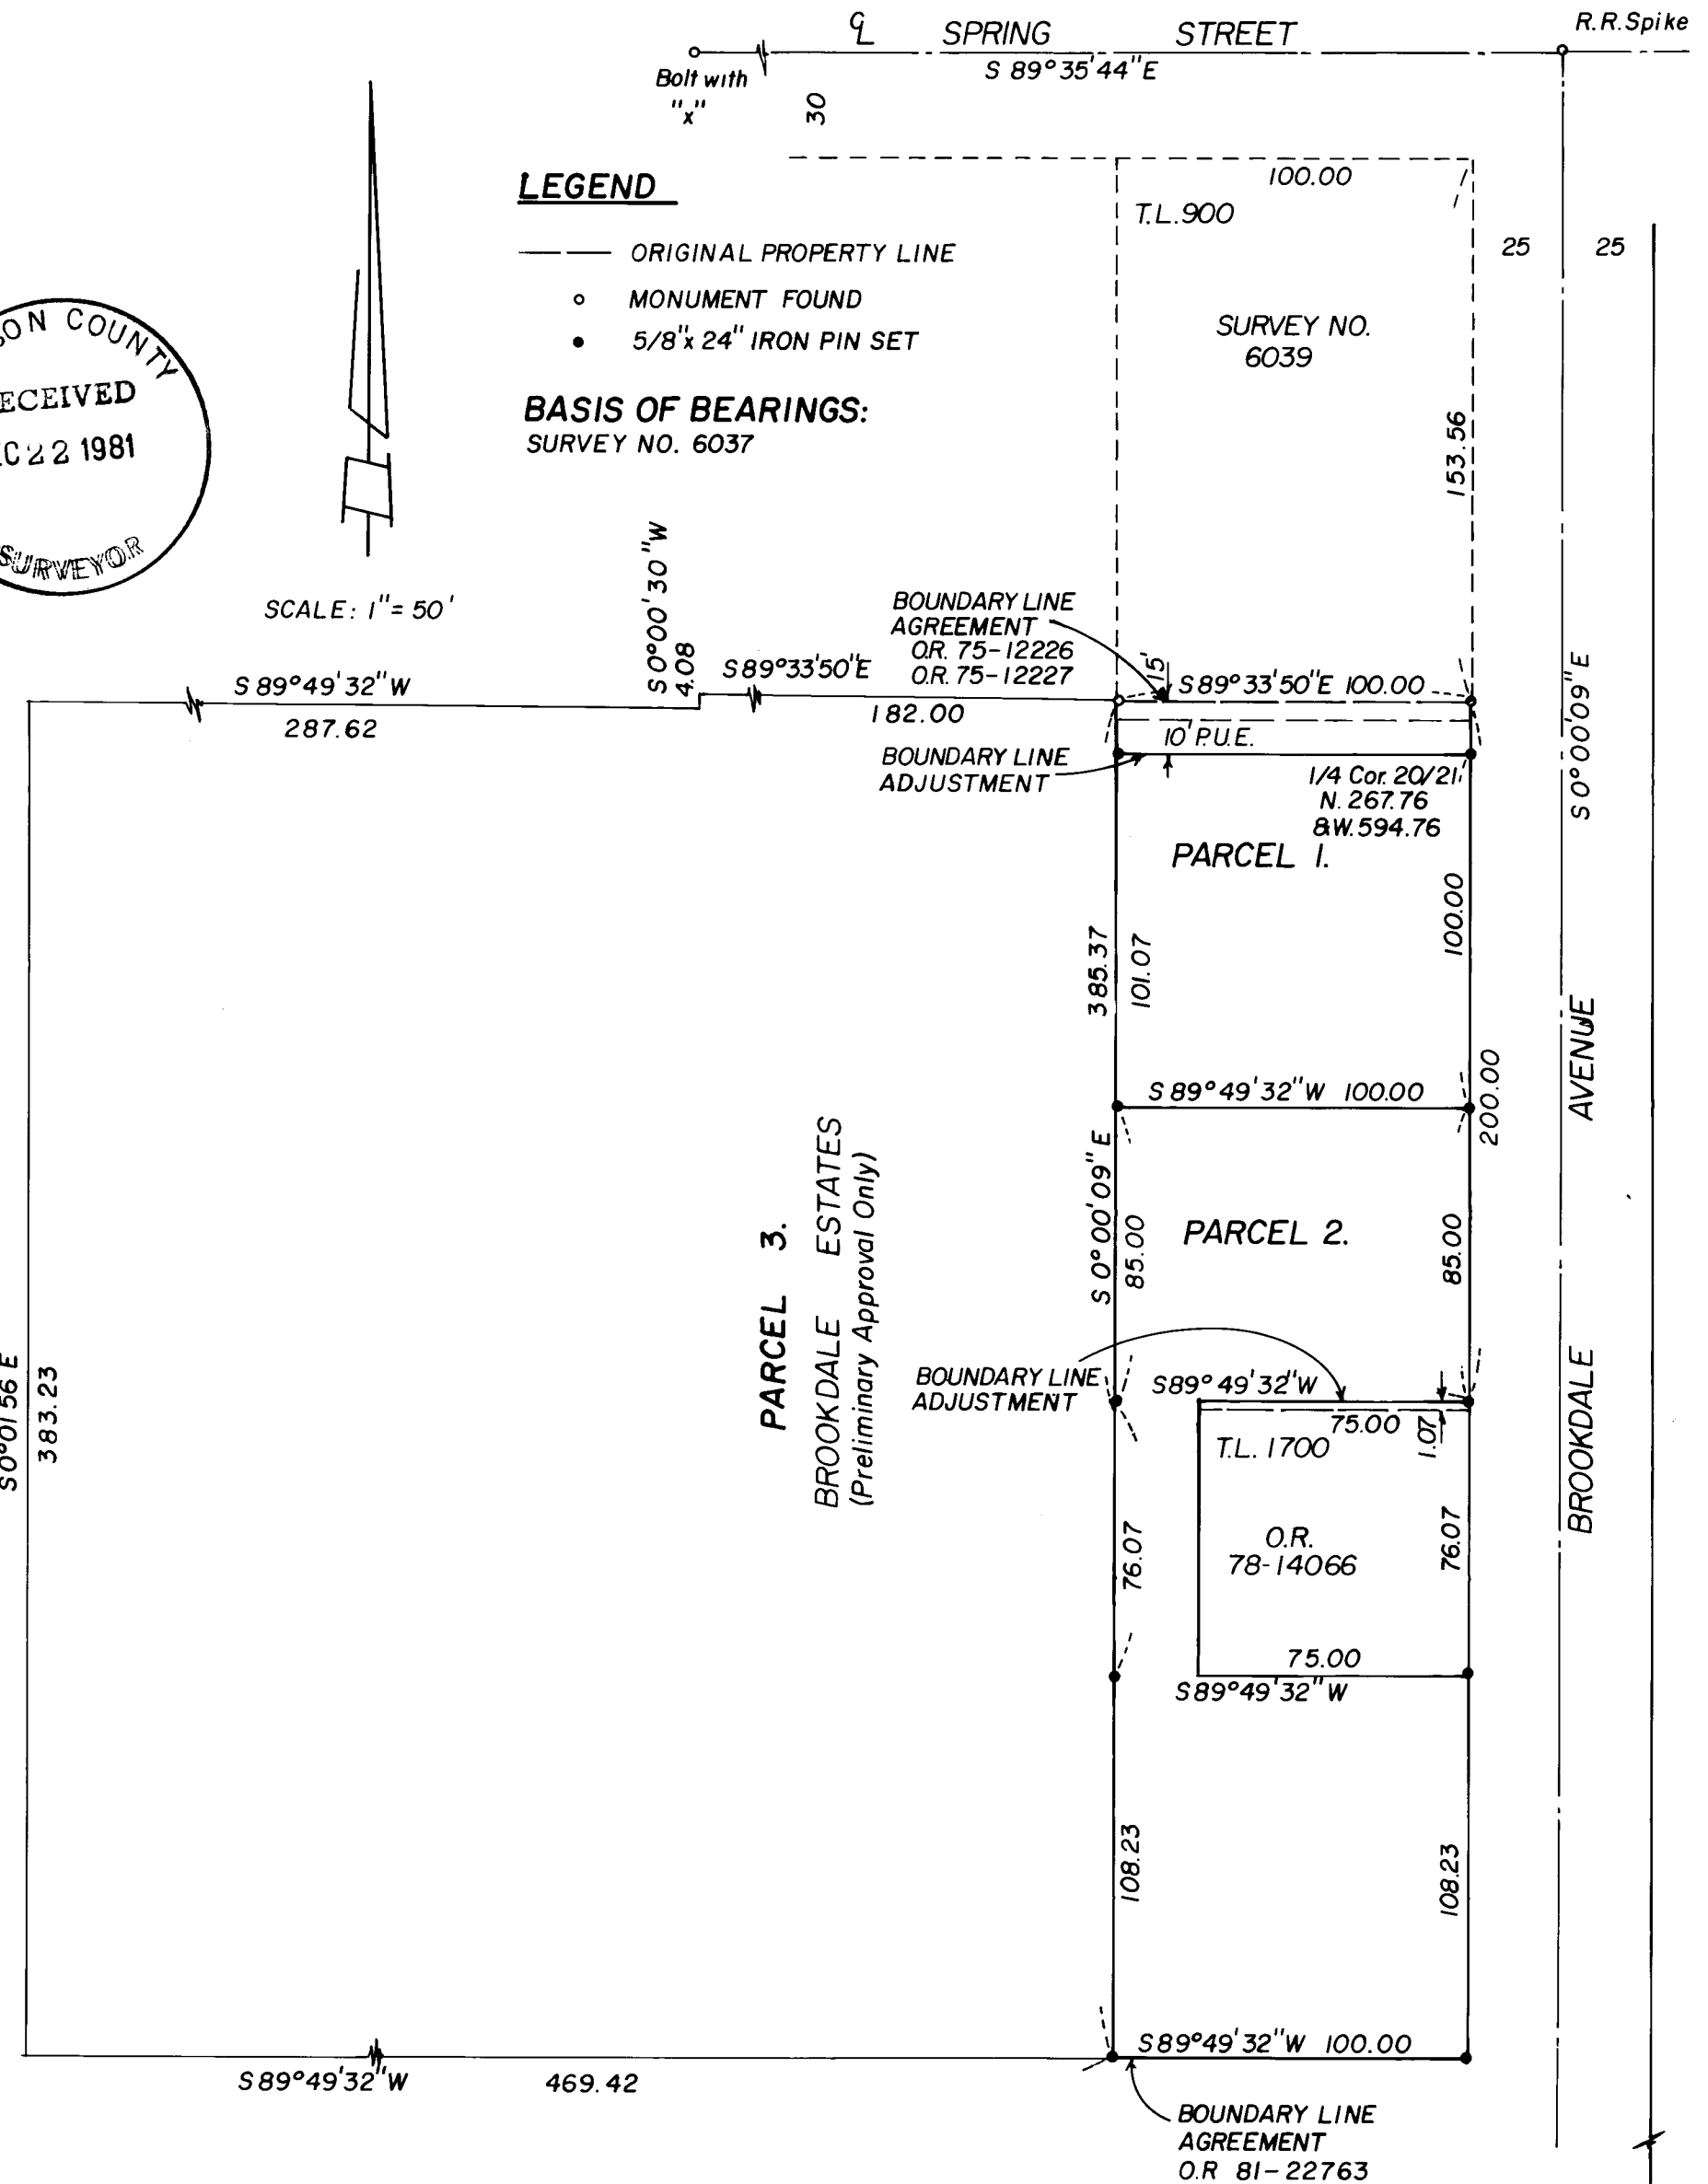 C̵L SPRING STREET
R.R.Spike
S 89°35'44"E
Bolt with
"x"
30
LEGEND
ORIGINAL PROPERTY LINE
MONUMENT FOUND
5/8"x 24" IRON PIN SET
BASIS OF BEARINGS:
SURVEY NO. 6037
SON COUNTY
ECEIVED
C 22 1981
SURVEYOR
SCALE: 1"= 50'
100.00
T.L.900
25
25
SURVEY NO.
6039
153.56
S 0°00'30"W
4.08
BOUNDARY LINE
AGREEMENT
O.R. 75-12226
O.R. 75-12227
15'
S 89°49'32"W
287.62
S89°33'50"E
182.00
S89°33'50"E 100.00
10' P.U.E.
BOUNDARY LINE
ADJUSTMENT
1/4 Cor. 20/21
N. 267.76
&W. 594.76
S 0°00'09"E
PARCEL 1.
385.37
101.07
100.00
S 89°49'32"W 100.00
200.00
AVENUE
S 0°00'09"E
85.00
PARCEL 2.
85.00
PARCEL 3.
BROOKDALE ESTATES
(Preliminary Approval Only)
S0°01'56"E
383.23
BOUNDARY LINE
ADJUSTMENT
S89°49'32"W
75.00
1.07
T.L. 1700
BROOKDALE
O.R.
78-14066
76.07
76.07
75.00
S89°49'32"W
108.23
108.23
S89°49'32"W 100.00
S89°49'32"W
469.42
BOUNDARY LINE
AGREEMENT
O.R 81-22763